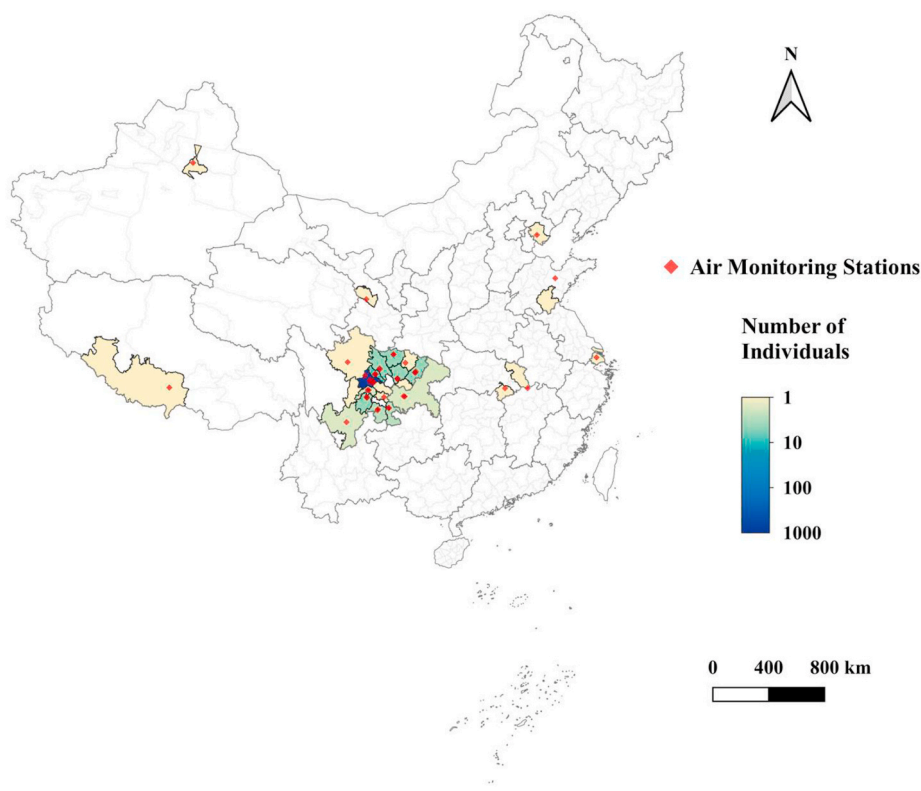 N
Air Monitoring Stations
Number of
Individuals
1
10
100
1000
0 400 800 km